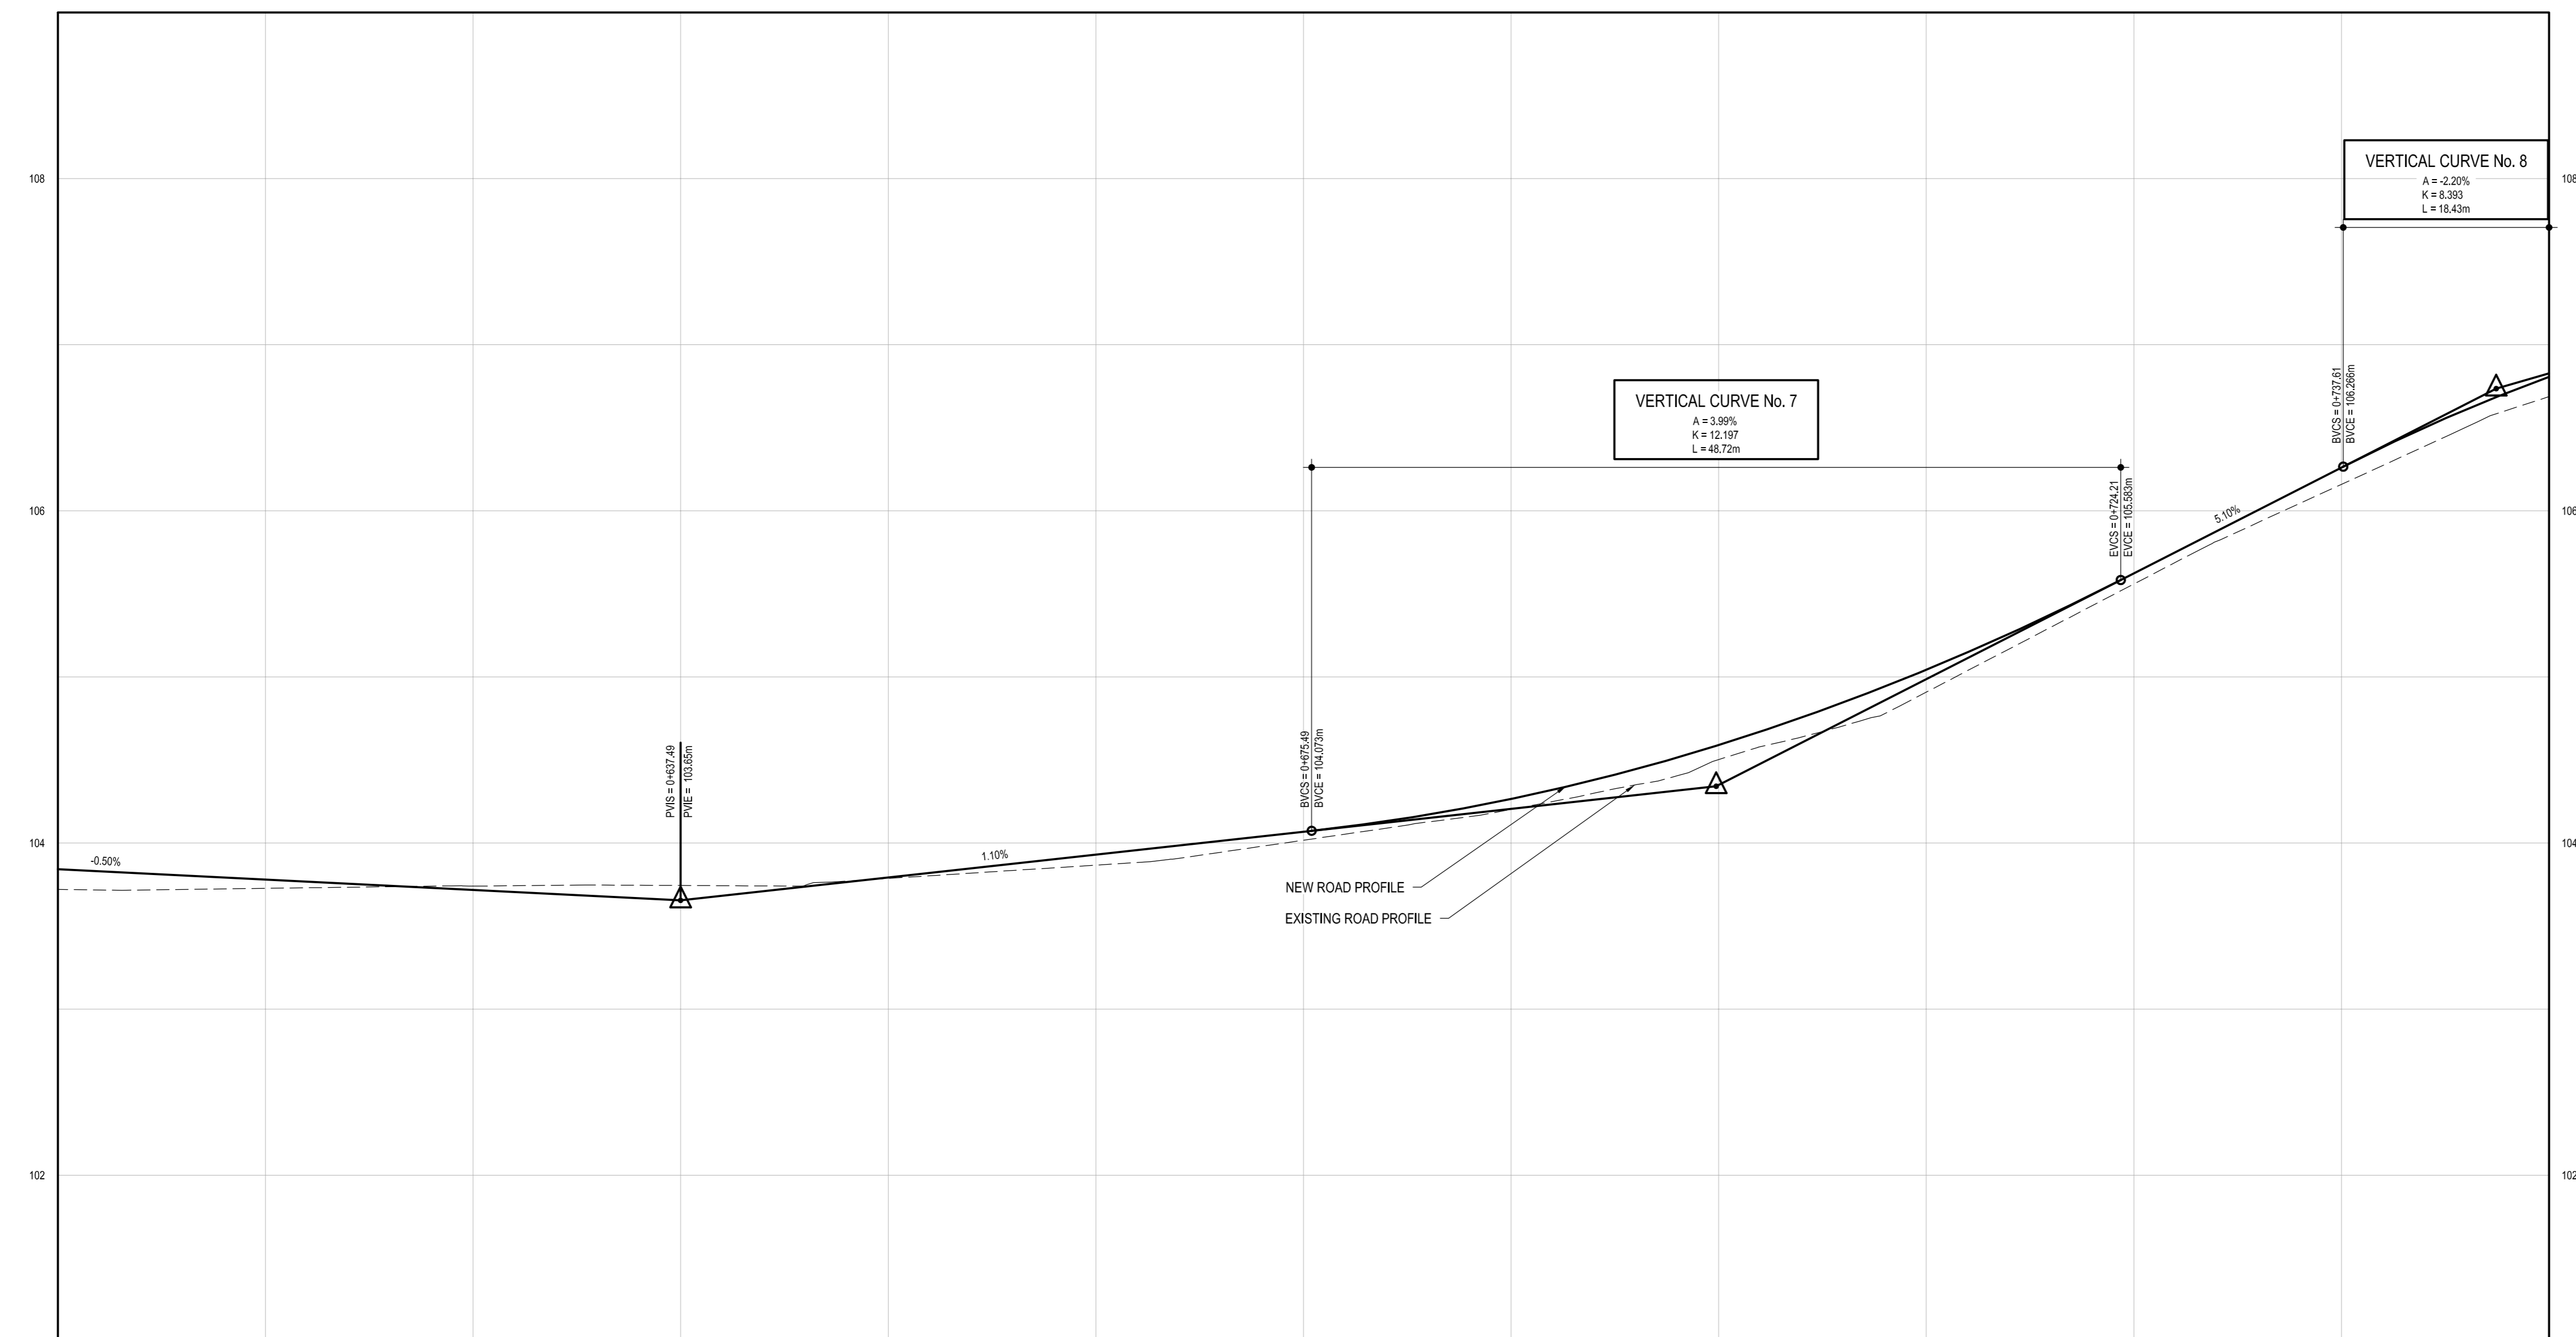 VERTICAL CURVE No. 8
A = -2.20%
K = 8.393
L = 18.43m
108
108
BVCS = 0+737.61
BVCE = 106.266m
VERTICAL CURVE No. 7
A = 3.99%
K = 12.197
L = 48.72m
EVCS = 0+724.21
EVCE = 105.583m
106
5.10%
106
BVCS = 0+675.49
BVCE = 104.073m
PVIS = 0+637.49
PVIE = 103.65m
104
-0.50%
1.10%
104
NEW ROAD PROFILE
EXISTING ROAD PROFILE
102
102